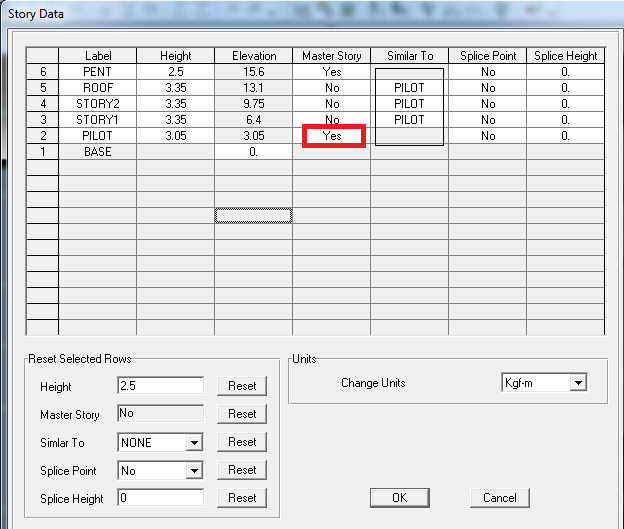 Story Data
Label Height Elevation Master Story Similar To Splice Point Splice Height
6 PENT 2.5 15.6 Yes No 0.
5 ROOF 3.35 13.1 No PILOT No 0.
4 STORY2 3.35 9.75 No PILOT No 0.
3 STORY1 3.35 6.4 No PILOT No 0.
2 PILOT 3.05 3.05 Yes No 0.
1 BASE 0.
Reset Selected Rows
Height 2.5 Reset
Master Story No Reset
Simlar To NONE Reset
Splice Point No Reset
Splice Height 0 Reset
Units
Change Units Kgf-m
OK Cancel